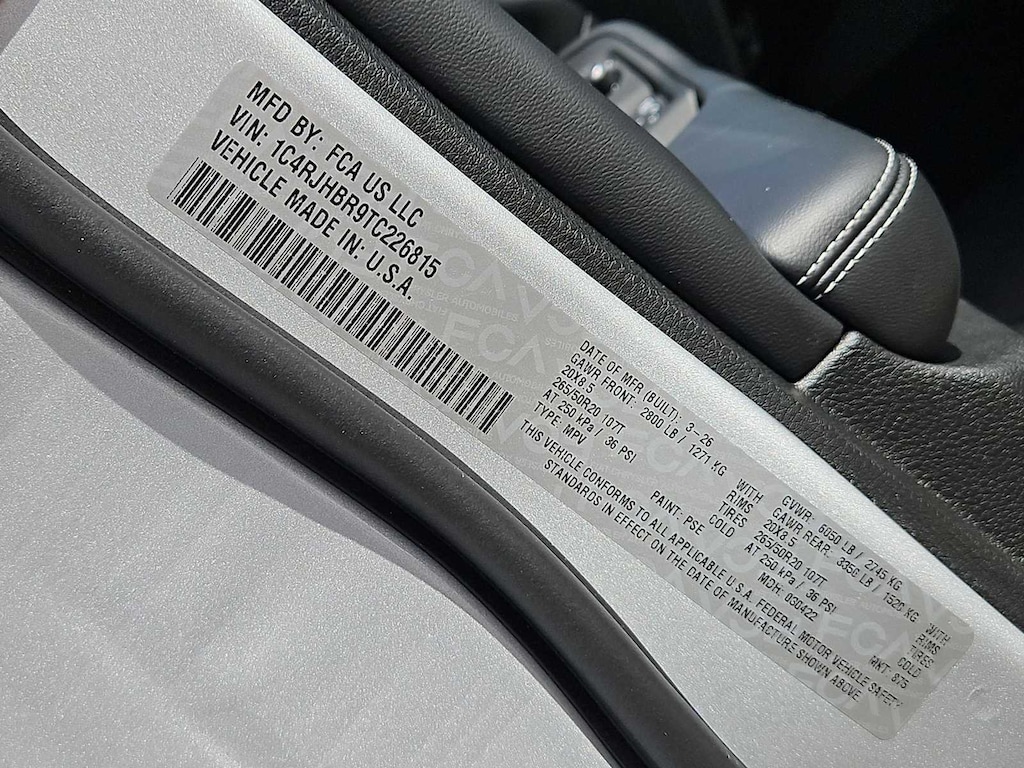 MFD BY: FCA US LLC
VIN: 1C4RJHBR9TC226815
VEHICLE MADE IN: U.S.A.
DATE OF MFR (BUILT): 3-26 GVWR: 6050 LB / 2745 KG
GAWR FRONT: 2800 LB / 1271 KG WITH GAWR REAR: 3350 LB / 1520 KG WITH
20X8.5 RIMS 20X8.5 RIMS
265/50R20 107T TIRES 265/50R20 107T TIRES
AT 250 kPa / 36 PSI COLD AT 250 kPa / 36 PSI COLD
TYPE: MPV PAINT: PSE MDH: 030422 MKT: 875
THIS VEHICLE CONFORMS TO ALL APPLICABLE U.S.A. FEDERAL MOTOR VEHICLE SAFETY
STANDARDS IN EFFECT ON THE DATE OF MANUFACTURE SHOWN ABOVE